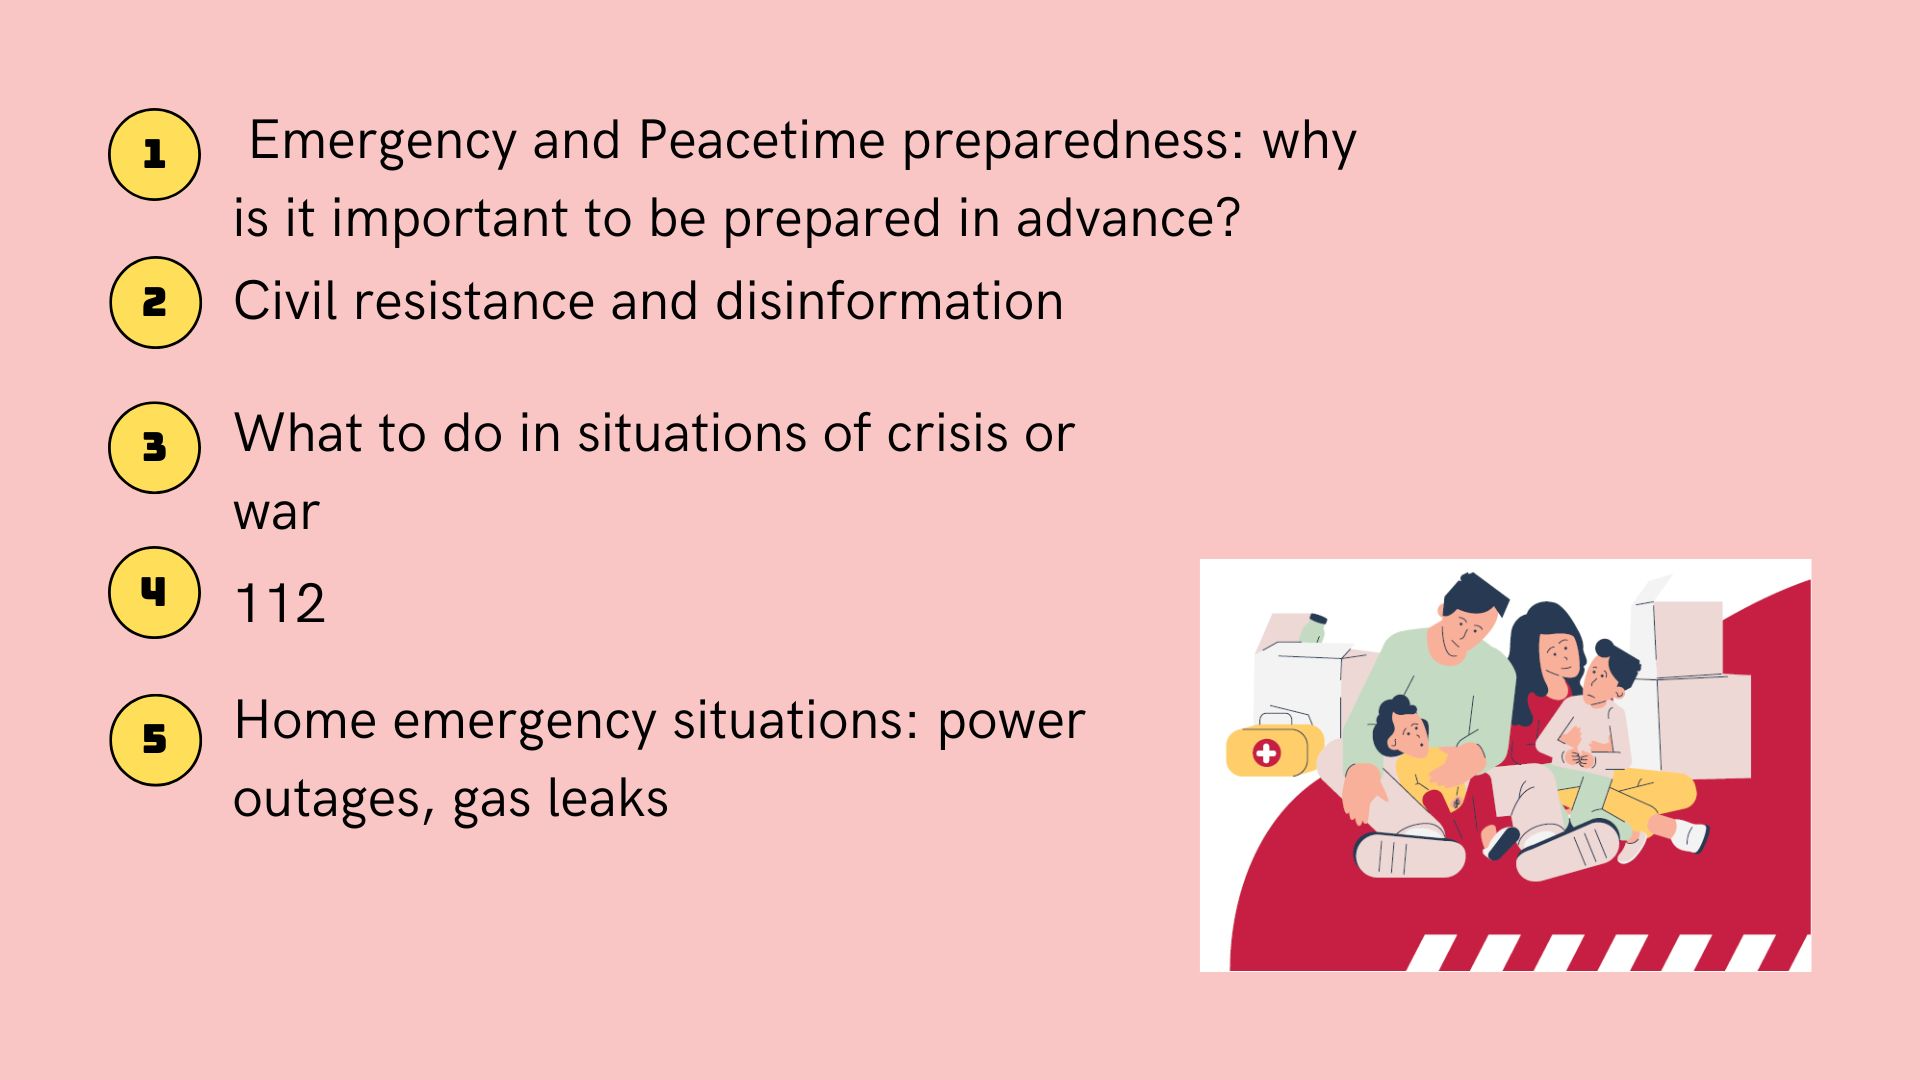 1
Emergency and Peacetime preparedness: why
is it important to be prepared in advance?
2
Civil resistance and disinformation
3
What to do in situations of crisis or
war
4
112
5
Home emergency situations: power
outages, gas leaks